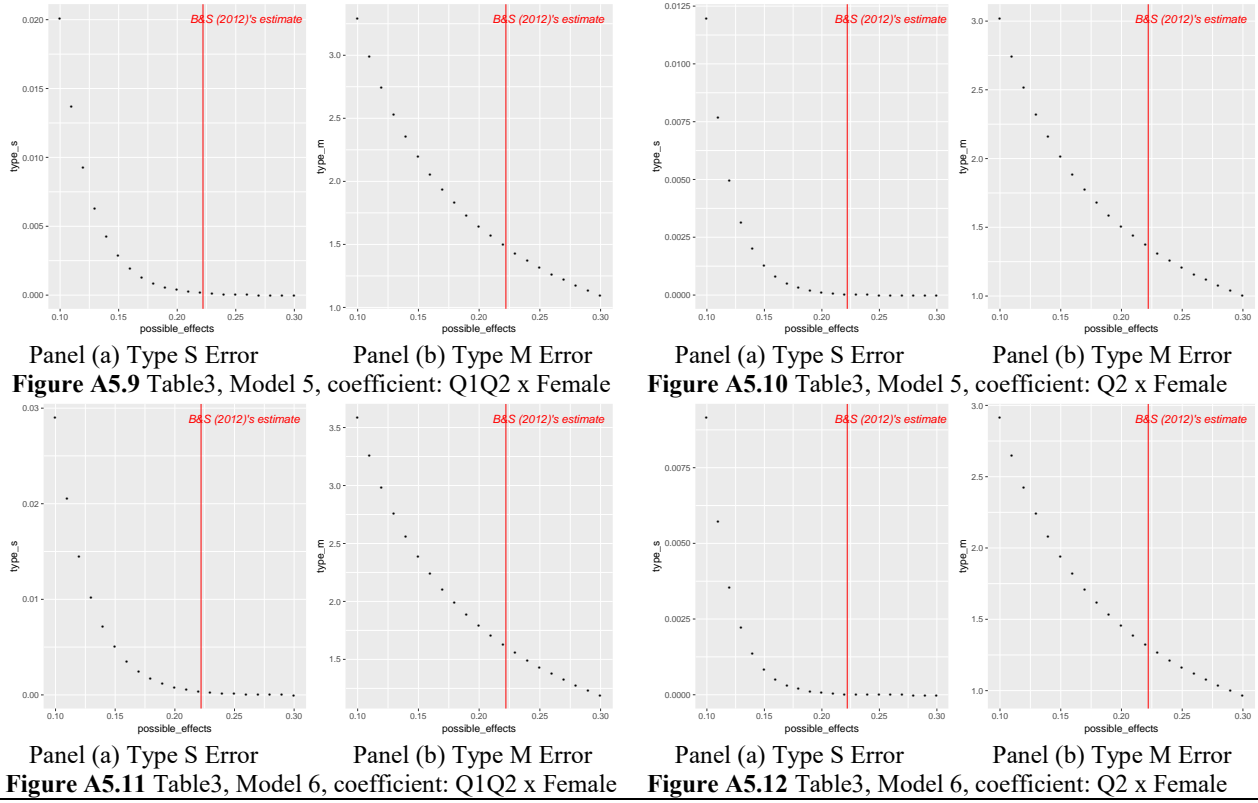 B&S (2012)'s estimate
0.020
0.015
0.010
0.005
0.000
type_s
0.10 0.15 0.20 0.25 0.30
possible_effects
B&S (2012)'s estimate
3.0
2.5
2.0
1.5
1.0
type_m
0.10 0.15 0.20 0.25 0.30
possible_effects
B&S (2012)'s estimate
0.0125
0.0100
0.0075
0.0050
0.0025
0.0000
type_s
0.10 0.15 0.20 0.25 0.30
possible_effects
B&S (2012)'s estimate
3.0
2.5
2.0
1.5
1.0
type_m
0.10 0.15 0.20 0.25 0.30
possible_effects
Panel (a) Type S Error Panel (b) Type M Error Panel (a) Type S Error Panel (b) Type M Error
Figure A5.9 Table3, Model 5, coefficient: Q1Q2 x Female Figure A5.10 Table3, Model 5, coefficient: Q2 x Female
B&S (2012)'s estimate
0.03
0.02
0.01
0.00
type_s
0.10 0.15 0.20 0.25 0.30
possible_effects
B&S (2012)'s estimate
3.5
3.0
2.5
2.0
1.5
type_m
0.10 0.15 0.20 0.25 0.30
possible_effects
B&S (2012)'s estimate
0.0075
0.0050
0.0025
0.0000
type_s
0.10 0.15 0.20 0.25 0.30
possible_effects
B&S (2012)'s estimate
3.0
2.5
2.0
1.5
1.0
type_m
0.10 0.15 0.20 0.25 0.30
possible_effects
Panel (a) Type S Error Panel (b) Type M Error Panel (a) Type S Error Panel (b) Type M Error
Figure A5.11 Table3, Model 6, coefficient: Q1Q2 x Female Figure A5.12 Table3, Model 6, coefficient: Q2 x Female